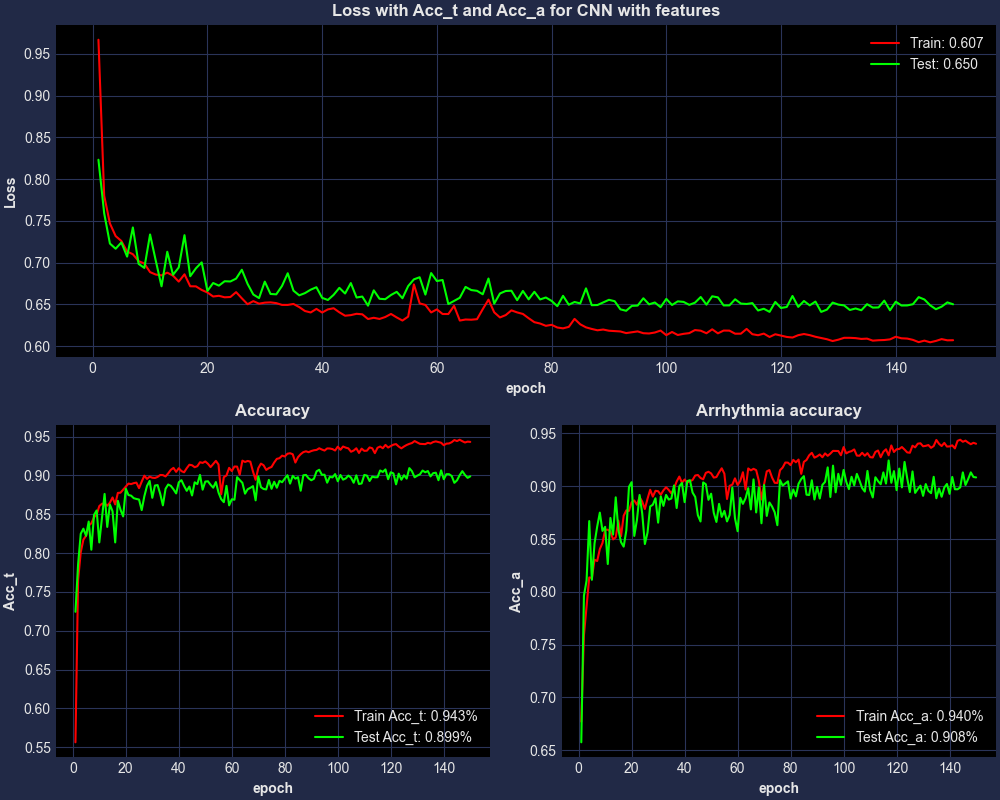 Loss with Acc_t and Acc_a for CNN with features
Train: 0.607
Test: 0.650
Loss
0.95
0.90
0.85
0.80
0.75
0.70
0.65
0.60
0 20 40 60 80 100 120 140
epoch
Accuracy
Acc_t
0.95
0.90
0.85
0.80
0.75
0.70
0.65
0.60
0.55
Train Acc_t: 0.943%
Test Acc_t: 0.899%
0 20 40 60 80 100 120 140
epoch
Arrhythmia accuracy
Acc_a
0.95
0.90
0.85
0.80
0.75
0.70
0.65
Train Acc_a: 0.940%
Test Acc_a: 0.908%
0 20 40 60 80 100 120 140
epoch